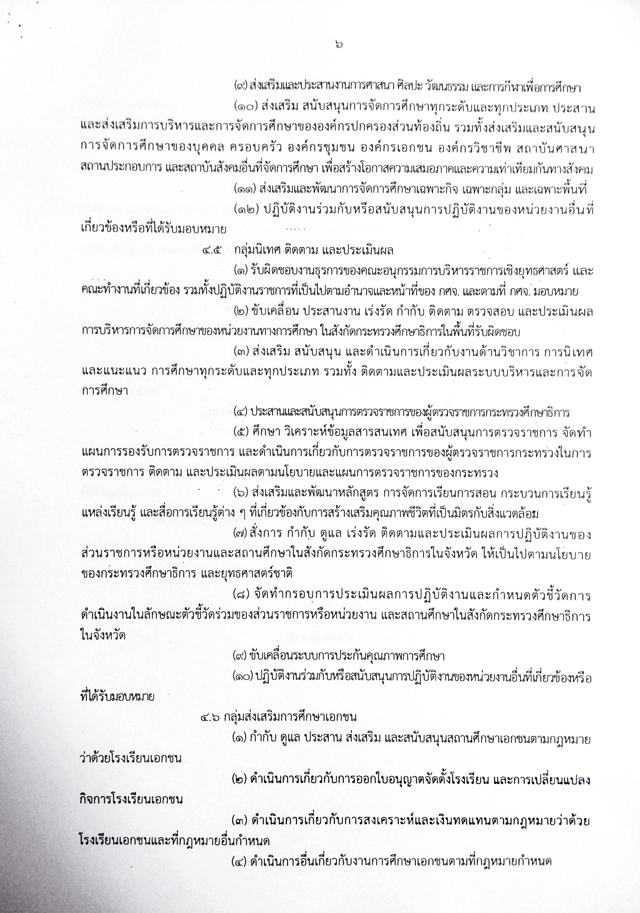 ๖
(๙) ส่งเสริมและประสานงานการศาสนา ศิลปะ วัฒนธรรม และการกีฬาเพื่อการศึกษา
(๑๐) ส่งเสริม สนับสนุนการจัดการศึกษาทุกระดับและทุกประเภท ประสาน
และส่งเสริมการบริหารและการจัดการศึกษาขององค์กรปกครองส่วนท้องถิ่น รวมทั้งส่งเสริมและสนับสนุน
การจัดการศึกษาของบุคคล ครอบครัว องค์กรชุมชน องค์กรเอกชน องค์กรวิชาชีพ สถาบันศาสนา
สถานประกอบการ และสถาบันสังคมอื่นที่จัดการศึกษา เพื่อสร้างโอกาสความเสมอภาคและความเท่าเทียมกันทางสังคม
(๑๑) ส่งเสริมและพัฒนาการจัดการศึกษาเฉพาะกิจ เฉพาะกลุ่ม และเฉพาะพื้นที่
(๑๒) ปฏิบัติงานร่วมกับหรือสนับสนุนการปฏิบัติงานของหน่วยงานอื่นที่
เกี่ยวข้องหรือที่ได้รับมอบหมาย
๔.๕ กลุ่มนิเทศ ติดตาม และประเมินผล
(๑) รับผิดชอบงานธุรการของคณะอนุกรรมการบริหารราชการเชิงยุทธศาสตร์ และ
คณะทำงานที่เกี่ยวข้อง รวมทั้งปฏิบัติงานราชการที่เป็นไปตามอำนาจและหน้าที่ของ กศจ. และตามที่ กศจ. มอบหมาย
(๒) ขับเคลื่อน ประสานงาน เร่งรัด กำกับ ติดตาม ตรวจสอบ และประเมินผล
การบริหารการจัดการศึกษาของหน่วยงานทางการศึกษา ในสังกัดกระทรวงศึกษาธิการในพื้นที่รับผิดชอบ
(๓) ส่งเสริม สนับสนุน และดำเนินการเกี่ยวกับงานด้านวิชาการ การนิเทศ
และแนะแนว การศึกษาทุกระดับและทุกประเภท รวมทั้ง ติดตามและประเมินผลระบบบริหารและการจัด
การศึกษา
(๔) ประสานและสนับสนุนการตรวจราชการของผู้ตรวจราชการกระทรวงศึกษาธิการ
(๕) ศึกษา วิเคราะห์ข้อมูลสารสนเทศ เพื่อสนับสนุนการตรวจราชการ จัดทำ
แผนการรองรับการตรวจราชการ และดำเนินการเกี่ยวกับการตรวจราชการของผู้ตรวจราชการกระทรวงในการ
ตรวจราชการ ติดตาม และประเมินผลตามนโยบายและแผนการตรวจราชการของกระทรวง
(๖) ส่งเสริมและพัฒนาหลักสูตร การจัดการเรียนการสอน กระบวนการเรียนรู้
แหล่งเรียนรู้ และสื่อการเรียนรู้ต่าง ๆ ที่เกี่ยวข้องกับการสร้างเสริมคุณภาพชีวิตที่เป็นมิตรกับสิ่งแวดล้อม
(๗) สั่งการ กำกับ ดูแล เร่งรัด ติดตามและประเมินผลการปฏิบัติงานของ
ส่วนราชการหรือหน่วยงานและสถานศึกษาในสังกัดกระทรวงศึกษาธิการในจังหวัด ให้เป็นไปตามนโยบาย
ของกระทรวงศึกษาธิการ และยุทธศาสตร์ชาติ
(๘) จัดทำกรอบการประเมินผลการปฏิบัติงานและกำหนดตัวชี้วัดการ
ดำเนินงานในลักษณะตัวชี้วัดร่วมของส่วนราชการหรือหน่วยงาน และสถานศึกษาในสังกัดกระทรวงศึกษาธิการ
ในจังหวัด
(๙) ขับเคลื่อนระบบการประกันคุณภาพการศึกษา
(๑๐) ปฏิบัติงานร่วมกับหรือสนับสนุนการปฏิบัติงานของหน่วยงานอื่นที่เกี่ยวข้องหรือ
ที่ได้รับมอบหมาย
๔.๖ กลุ่มส่งเสริมการศึกษาเอกชน
(๑) กำกับ ดูแล ประสาน ส่งเสริม และสนับสนุนสถานศึกษาเอกชนตามกฎหมาย
ว่าด้วยโรงเรียนเอกชน
(๒) ดำเนินการเกี่ยวกับการออกใบอนุญาตจัดตั้งโรงเรียน และการเปลี่ยนแปลง
กิจการโรงเรียนเอกชน
(๓) ดำเนินการเกี่ยวกับการสงเคราะห์และเงินทดแทนตามกฎหมายว่าด้วย
โรงเรียนเอกชนและที่กฎหมายอื่นกำหนด
(๔) ดำเนินการอื่นเกี่ยวกับงานการศึกษาเอกชนตามที่กฎหมายกำหนด